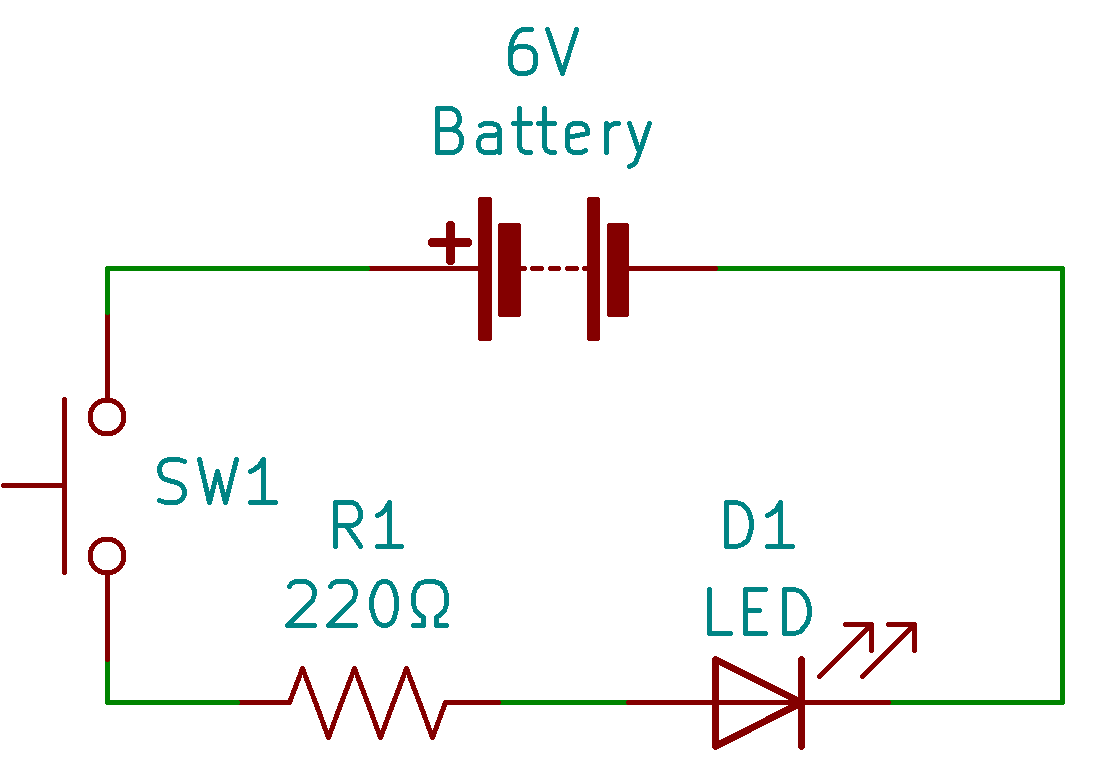 6V
Battery
+
SW1
R1
220Ω
D1
LED